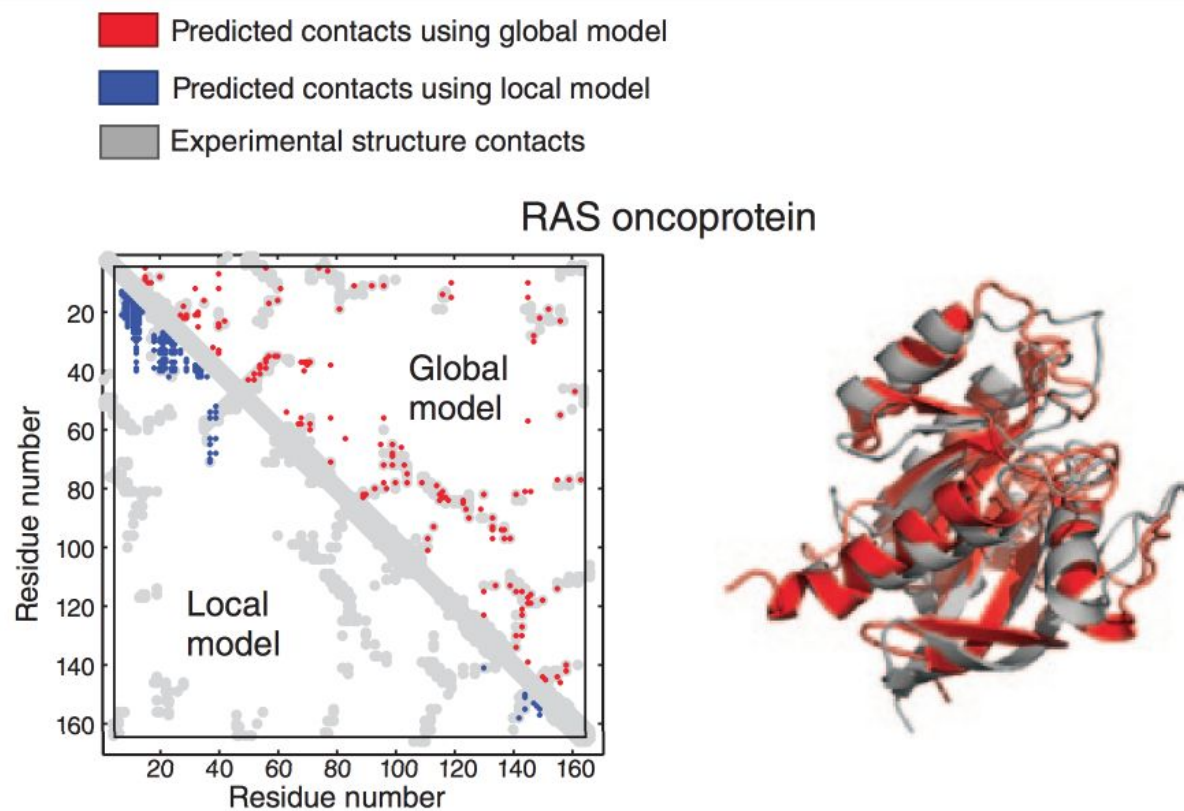 Predicted contacts using global model
Predicted contacts using local model
Experimental structure contacts
RAS oncoprotein
Global
model
Local
model
Residue number
20
40
60
80
100
120
140
160
20 40 60 80 100 120 140 160
Residue number